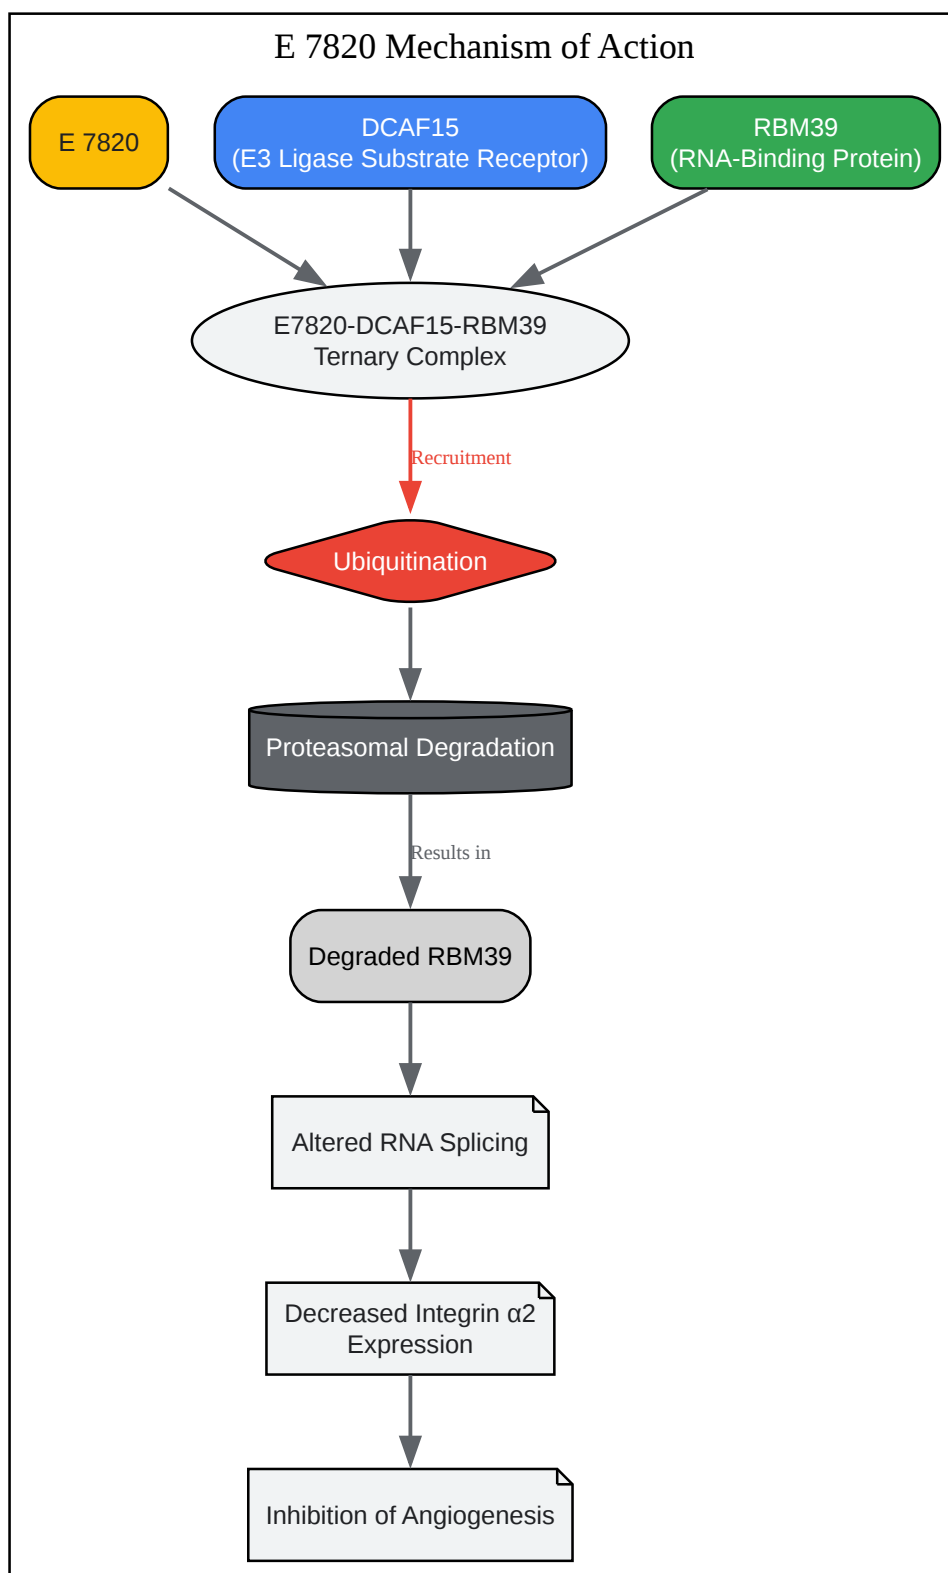 E 7820 Mechanism of Action
E 7820
DCAF15
(E3 Ligase Substrate Receptor)
RBM39
(RNA-Binding Protein)
E7820-DCAF15-RBM39
Ternary Complex
Recruitment
Ubiquitination
Proteasomal Degradation
Results in
Degraded RBM39
Altered RNA Splicing
Decreased Integrin α2
Expression
Inhibition of Angiogenesis